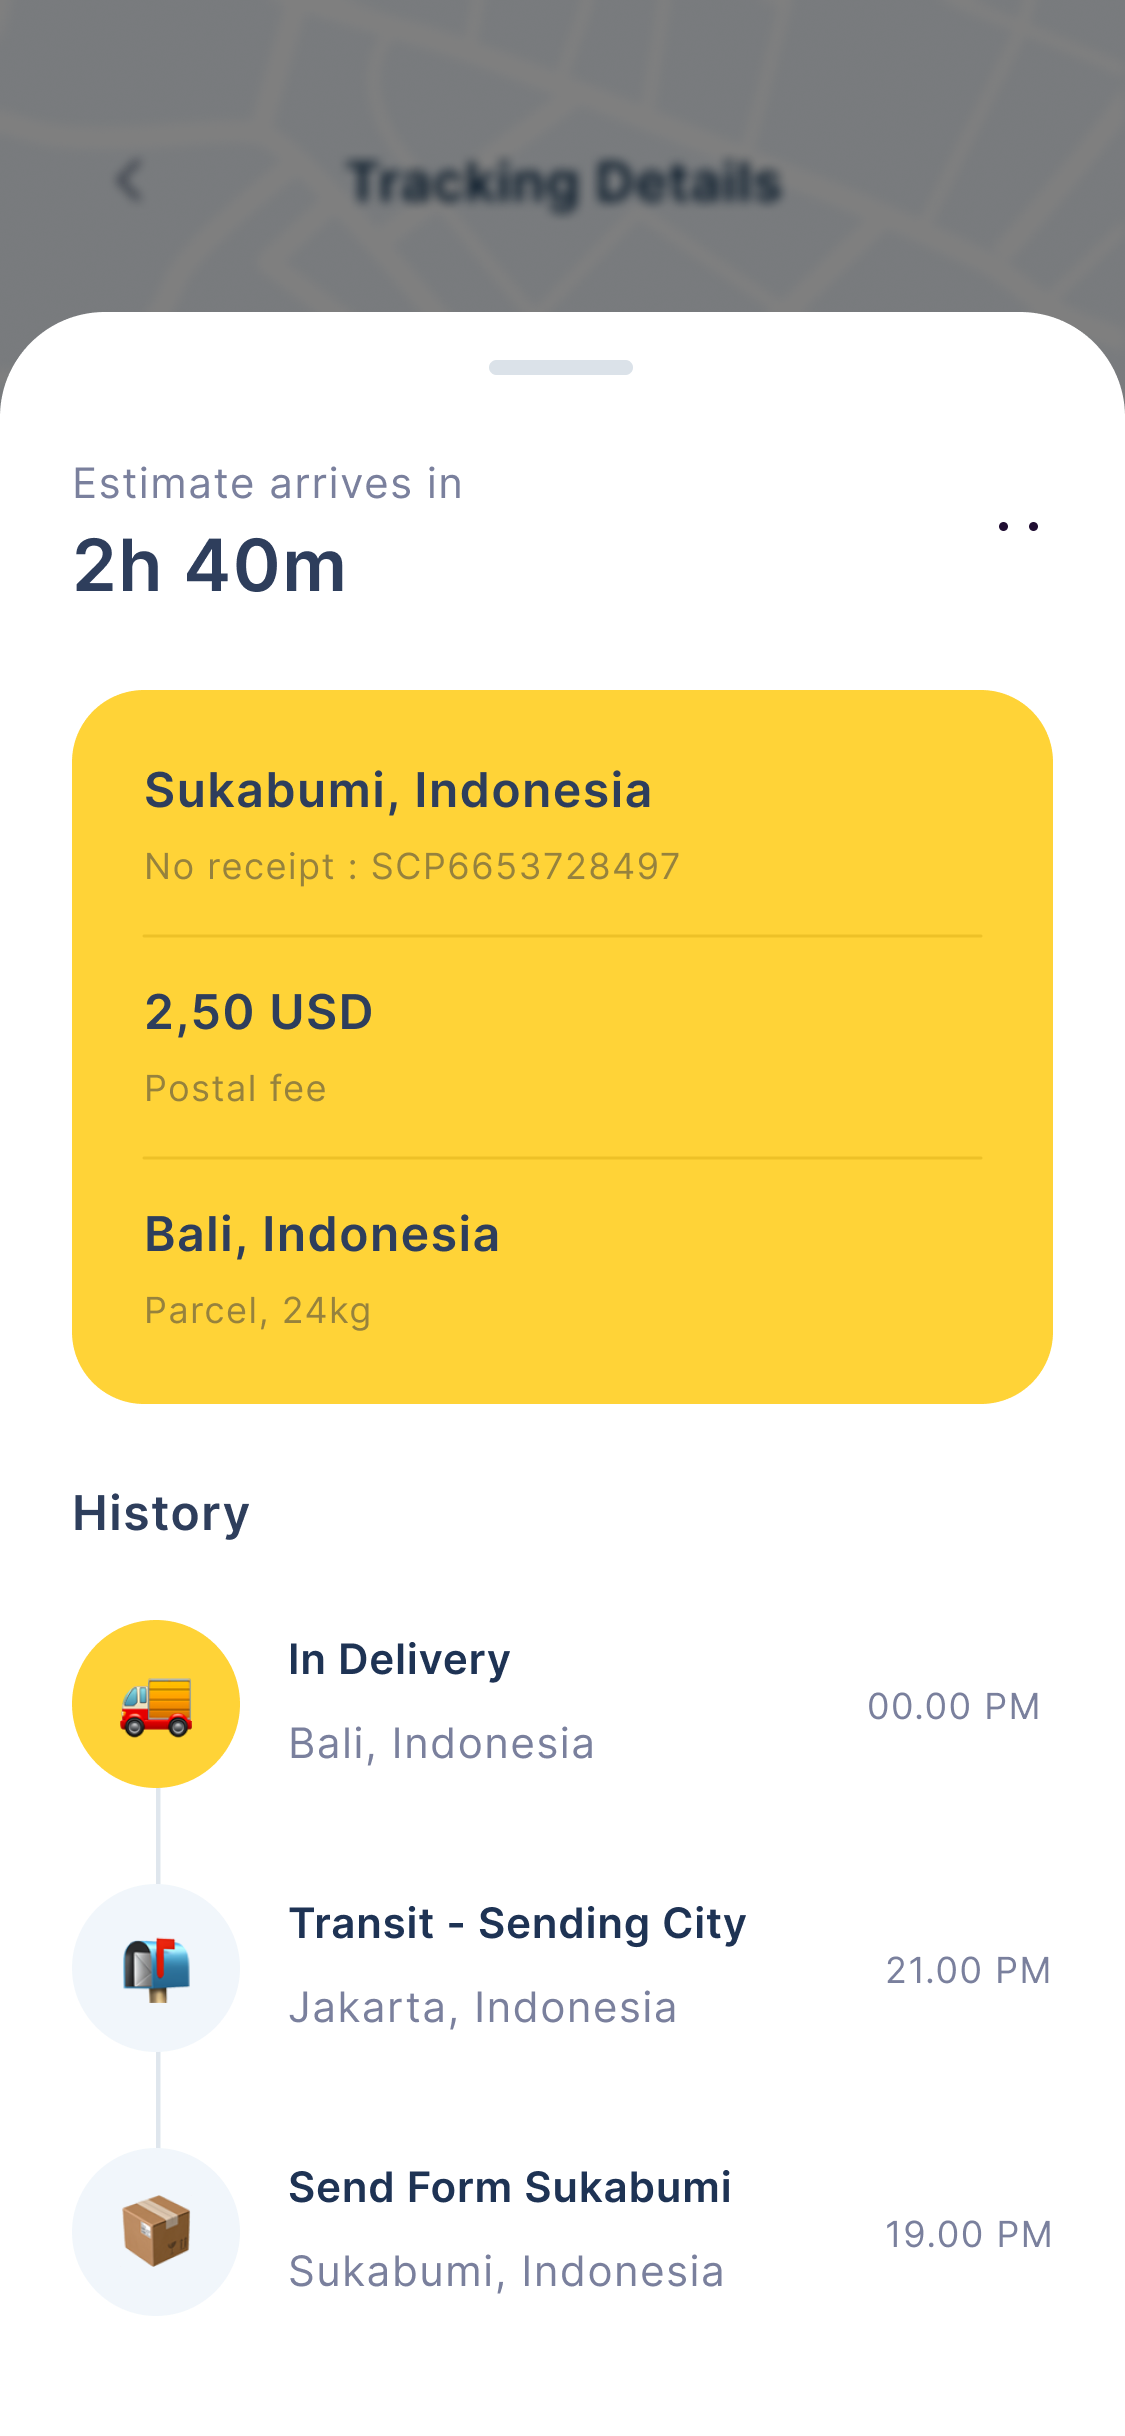 Tracking Details
Estimate arrives in
2h 40m
Sukabumi, Indonesia
No receipt : SCP6653728497
2,50 USD
Postal fee
Bali, Indonesia
Parcel, 24kg
History
In Delivery
Bali, Indonesia
00.00 PM
Transit - Sending City
Jakarta, Indonesia
21.00 PM
Send Form Sukabumi
Sukabumi, Indonesia
19.00 PM